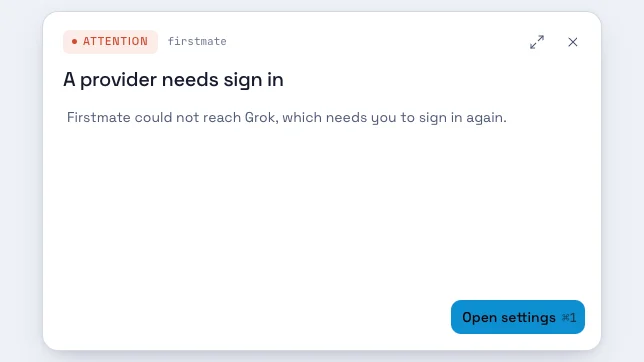 ATTENTION firstmate
A provider needs sign in
Firstmate could not reach Grok, which needs you to sign in again.
Open settings ⌘1